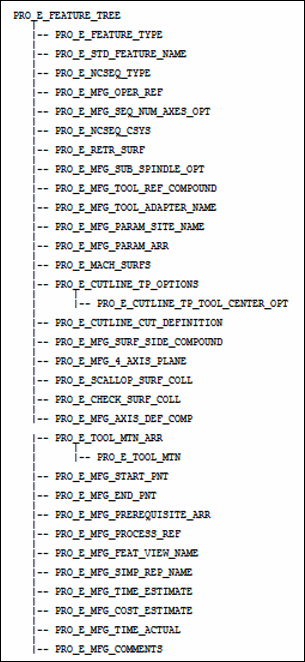 PRO_E_FEATURE_TREE
|-- PRO_E_FEATURE_TYPE
|-- PRO_E_STD_FEATURE_NAME
|-- PRO_E_NCSEQ_TYPE
|-- PRO_E_MFG_OPER_REF
|-- PRO_E_MFG_SEQ_NUM_AXES_OPT
|-- PRO_E_NCSEQ_CSYS
|-- PRO_E_RETR_SURF
|-- PRO_E_MFG_SUB_SPINDLE_OPT
|-- PRO_E_MFG_TOOL_REF_COMPOUND
|-- PRO_E_MFG_TOOL_ADAPTER_NAME
|-- PRO_E_MFG_PARAM_SITE_NAME
|-- PRO_E_MFG_PARAM_ARR
|-- PRO_E_MACH_SURFS
|-- PRO_E_CUTLINE_TP_OPTIONS
|-- PRO_E_CUTLINE_TP_TOOL_CENTER_OPT
|-- PRO_E_CUTLINE_CUT_DEFINITION
|-- PRO_E_MFG_SURF_SIDE_COMPOUND
|-- PRO_E_MFG_4_AXIS_PLANE
|-- PRO_E_SCALLOP_SURF_COLL
|-- PRO_E_CHECK_SURF_COLL
|-- PRO_E_MFG_AXIS_DEF_COMP
|-- PRO_E_TOOL_MTN_ARR
|-- PRO_E_TOOL_MTN
|-- PRO_E_MFG_START_PNT
|-- PRO_E_MFG_END_PNT
|-- PRO_E_MFG_PREREQUISITE_ARR
|-- PRO_E_MFG_PROCESS_REF
|-- PRO_E_MFG_FEAT_VIEW_NAME
|-- PRO_E_MFG_SIMP_REP_NAME
|-- PRO_E_MFG_TIME_ESTIMATE
|-- PRO_E_MFG_COST_ESTIMATE
|-- PRO_E_MFG_TIME_ACTUAL
|-- PRO_E_MFG_COMMENTS